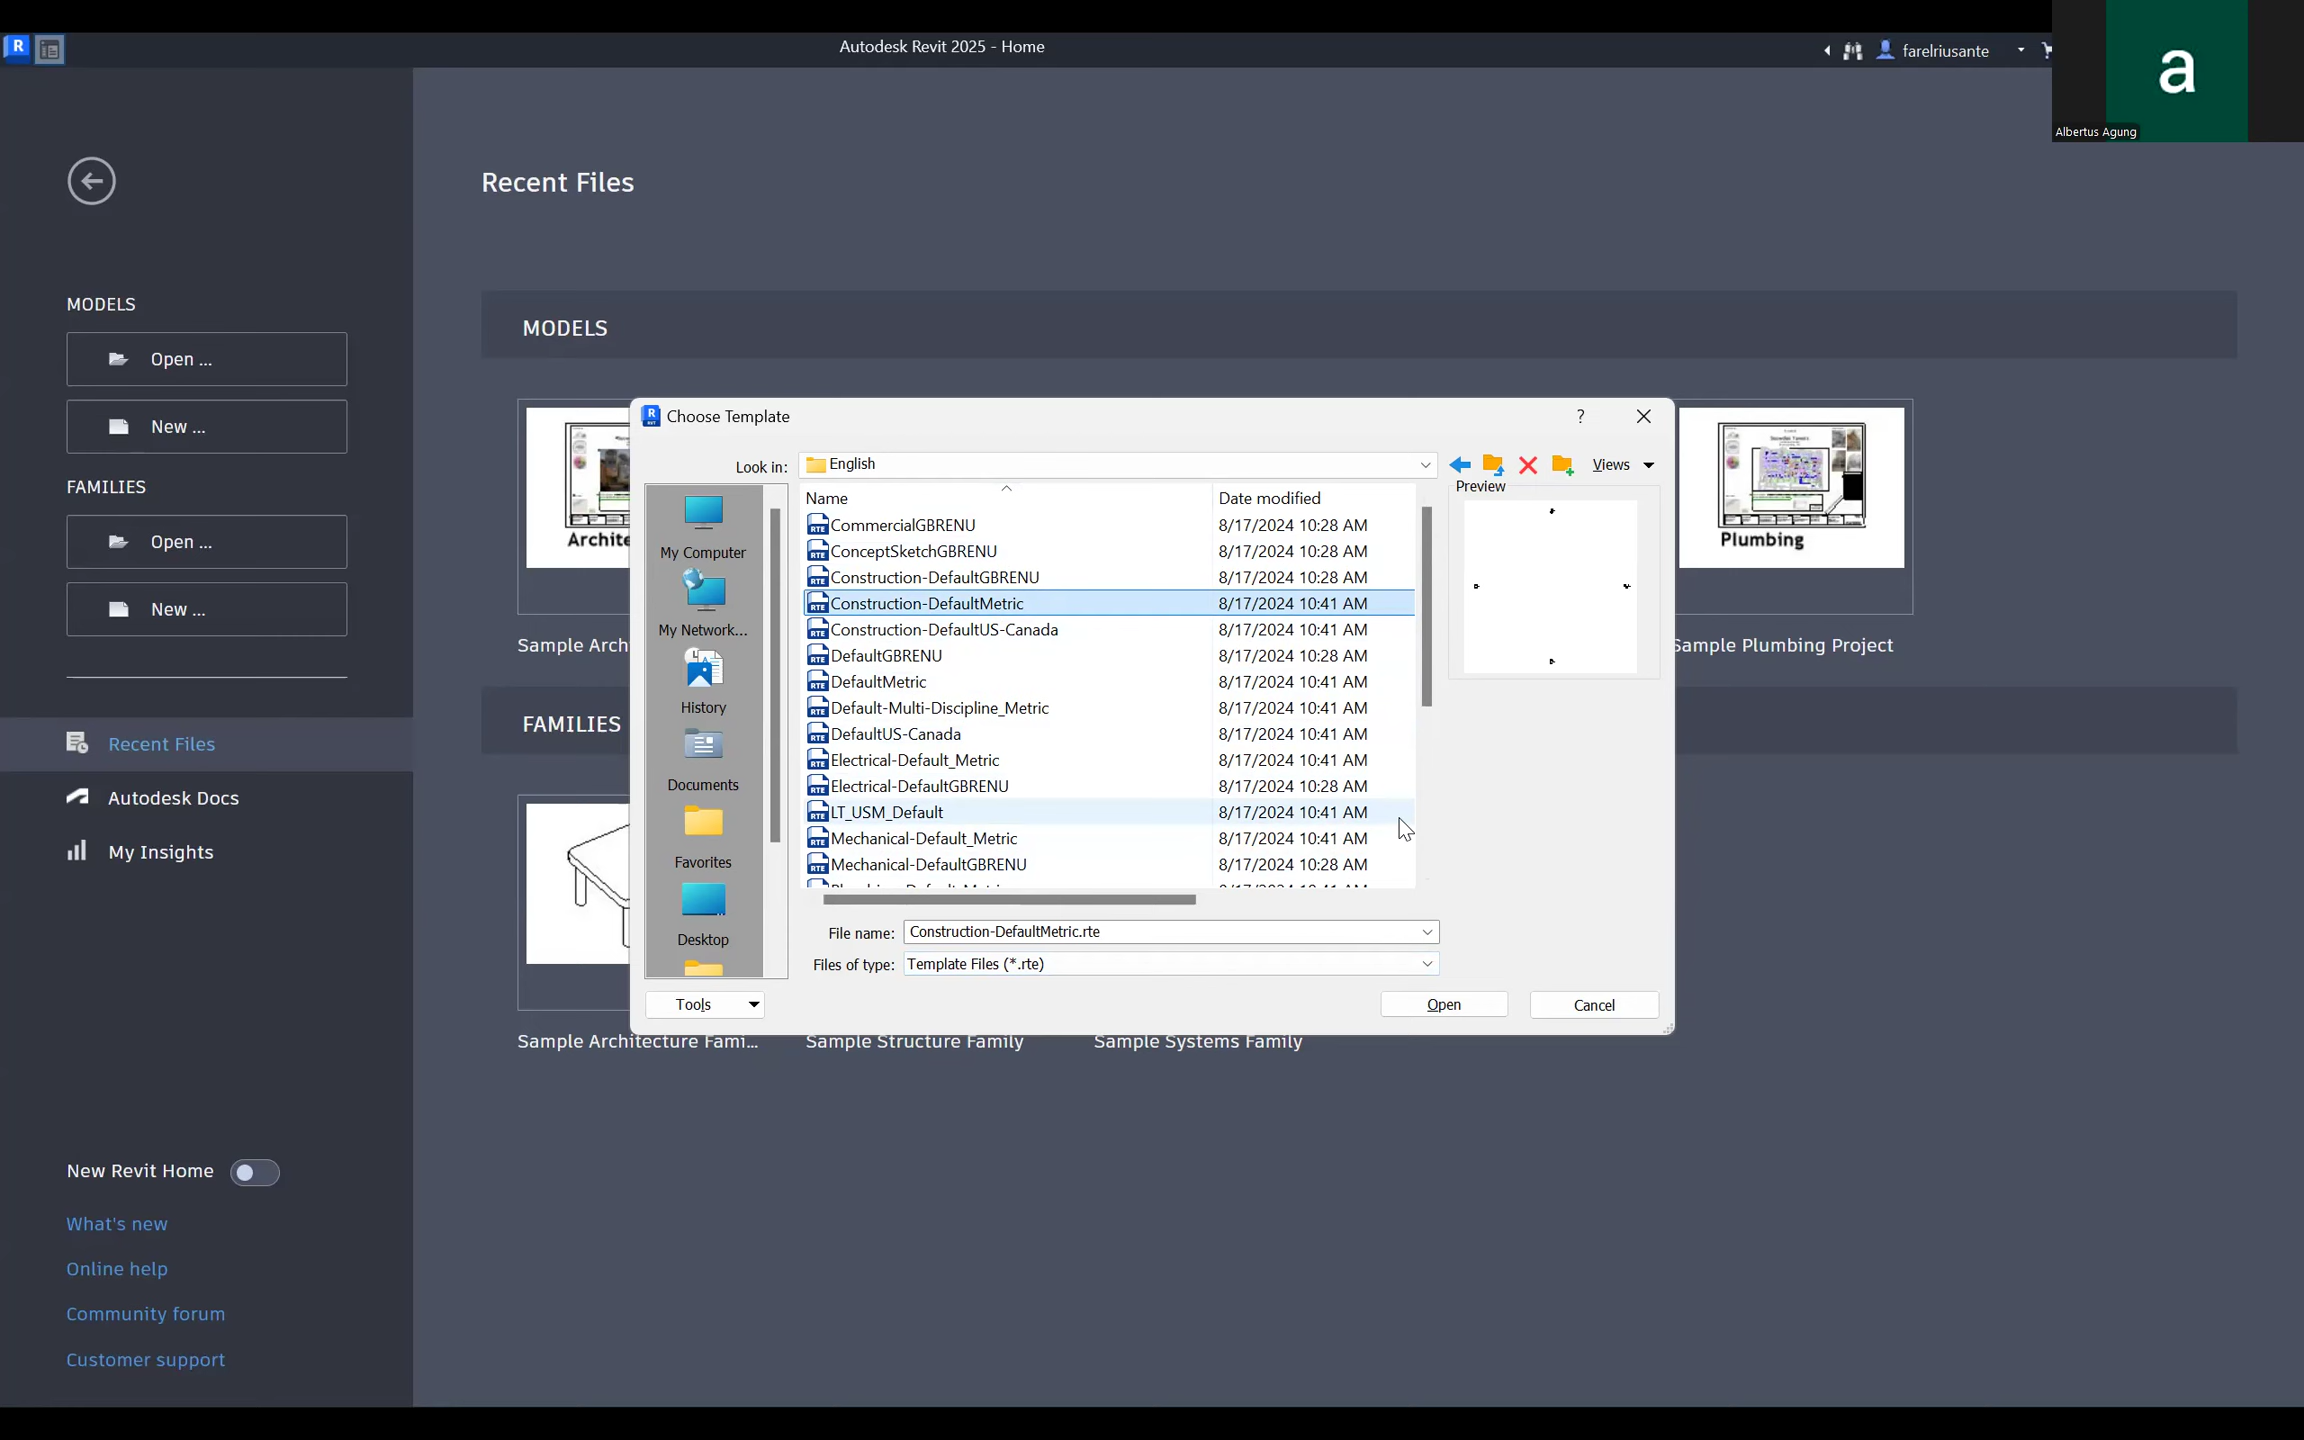 Autodesk Revit 2025 - Home
farelriusante
a
Albertus Agung
Recent Files
MODELS
Open ...
New ...
FAMILIES
Open ...
New ...
Recent Files
Autodesk Docs
My Insights
New Revit Home
What's new
Online help
Community forum
Customer support
MODELS
Archite
Sample Arch
Plumbing
Sample Plumbing Project
FAMILIES
Sample Architecture Fami...
Sample Structure Family
Sample Systems Family
Choose Template
?
Look in:
English
Views
My Computer
My Network...
History
Documents
Favorites
Desktop
Name Date modified
CommercialGBRENU 8/17/2024 10:28 AM
ConceptSketchGBRENU 8/17/2024 10:28 AM
Construction-DefaultGBRENU 8/17/2024 10:28 AM
Construction-DefaultMetric 8/17/2024 10:41 AM
Construction-DefaultUS-Canada 8/17/2024 10:41 AM
DefaultGBRENU 8/17/2024 10:28 AM
DefaultMetric 8/17/2024 10:41 AM
Default-Multi-Discipline_Metric 8/17/2024 10:41 AM
DefaultUS-Canada 8/17/2024 10:41 AM
Electrical-Default_Metric 8/17/2024 10:41 AM
Electrical-DefaultGBRENU 8/17/2024 10:28 AM
LT_USM_Default 8/17/2024 10:41 AM
Mechanical-Default_Metric 8/17/2024 10:41 AM
Mechanical-DefaultGBRENU 8/17/2024 10:28 AM
Preview
File name: Construction-DefaultMetric.rte
Files of type: Template Files (*.rte)
Tools
Open
Cancel